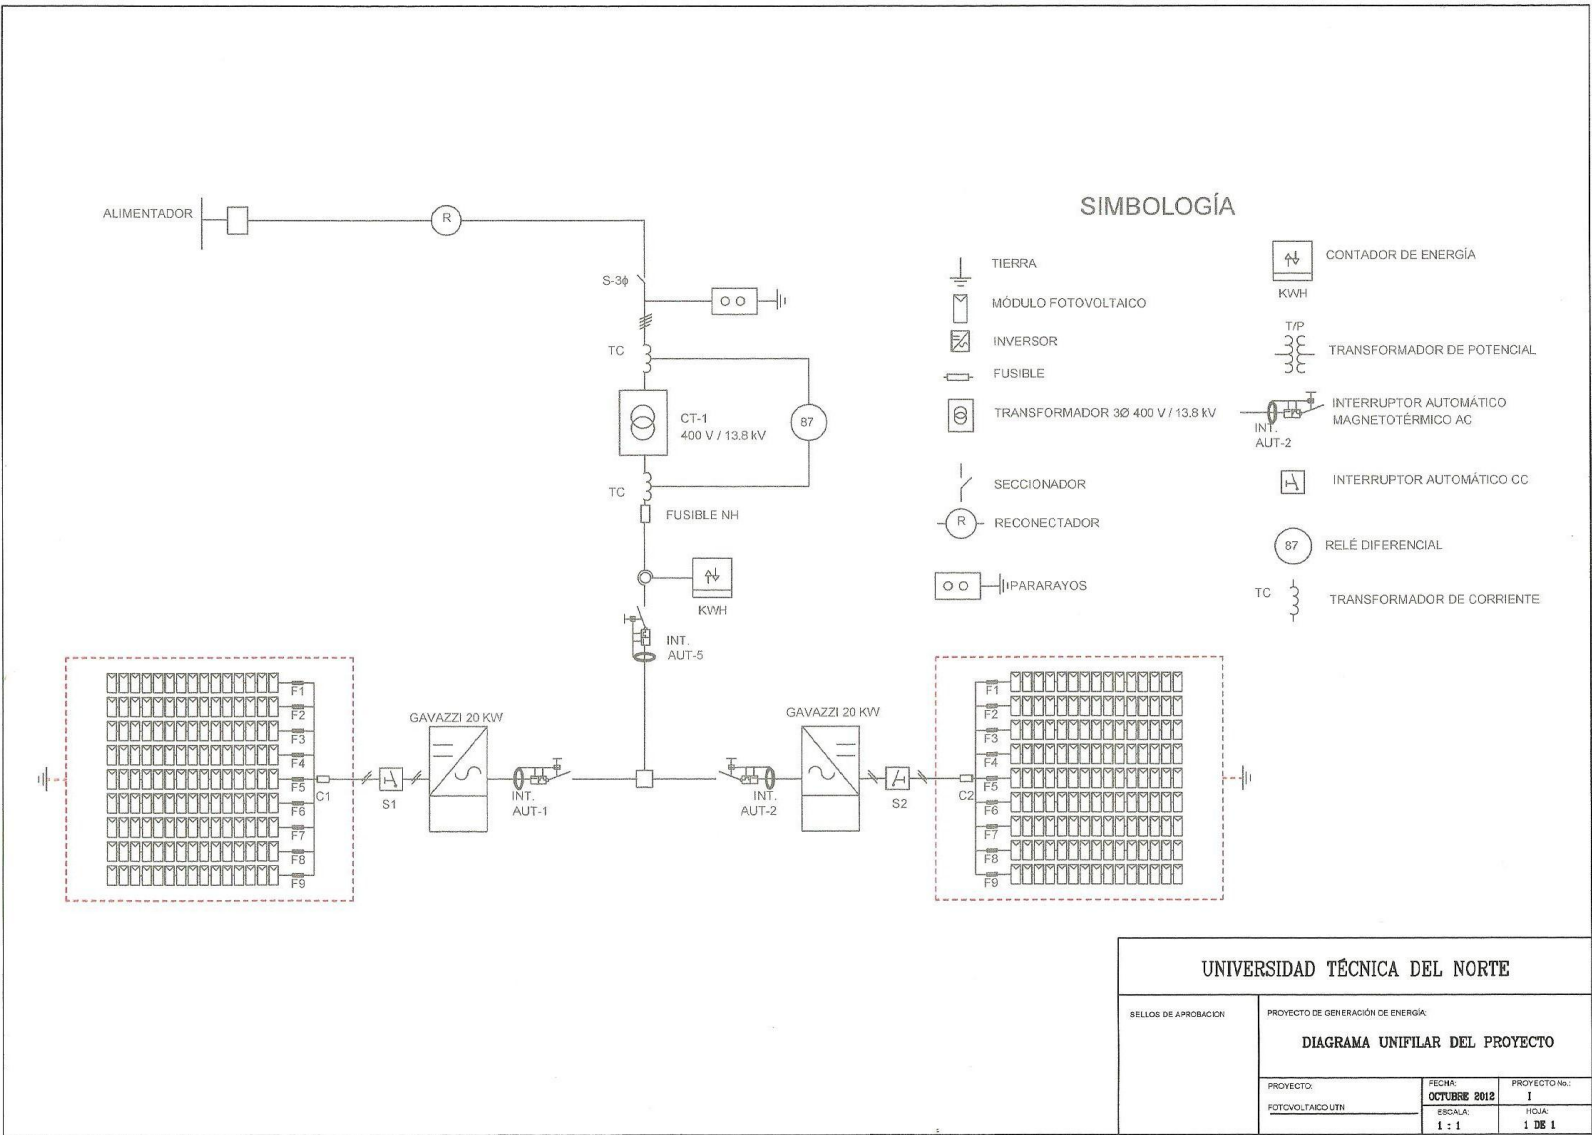 ALIMENTADOR
R
S-3ϕ
TC
CT-1
400 V / 13.8 kV
87
TC
FUSIBLE NH
KWH
INT.
AUT-5
F1
F2
F3
F4
F5
F6
F7
F8
F9
C1
S1
GAVAZZI 20 KW
INT.
AUT-1
GAVAZZI 20 KW
INT.
AUT-2
S2
C2
F1
F2
F3
F4
F5
F6
F7
F8
F9
SIMBOLOGÍA
TIERRA
MÓDULO FOTOVOLTAICO
INVERSOR
FUSIBLE
TRANSFORMADOR 3Ø 400 V / 13.8 kV
SECCIONADOR
R
RECONECTADOR
PARARAYOS
CONTADOR DE ENERGÍA
KWH
T/P
TRANSFORMADOR DE POTENCIAL
INTERRUPTOR AUTOMÁTICO
MAGNETOTÉRMICO AC
INT.
AUT-2
INTERRUPTOR AUTOMÁTICO CC
87
RELÉ DIFERENCIAL
TC
TRANSFORMADOR DE CORRIENTE
UNIVERSIDAD TÉCNICA DEL NORTE
SELLOS DE APROBACION
PROYECTO DE GENERACIÓN DE ENERGÍA:
DIAGRAMA UNIFILAR DEL PROYECTO
PROYECTO:
FOTOVOLTAICO UTN
FECHA:
OCTUBRE 2012
PROYECTO No.:
I
ESCALA:
1 : 1
HOJA:
1 DE 1